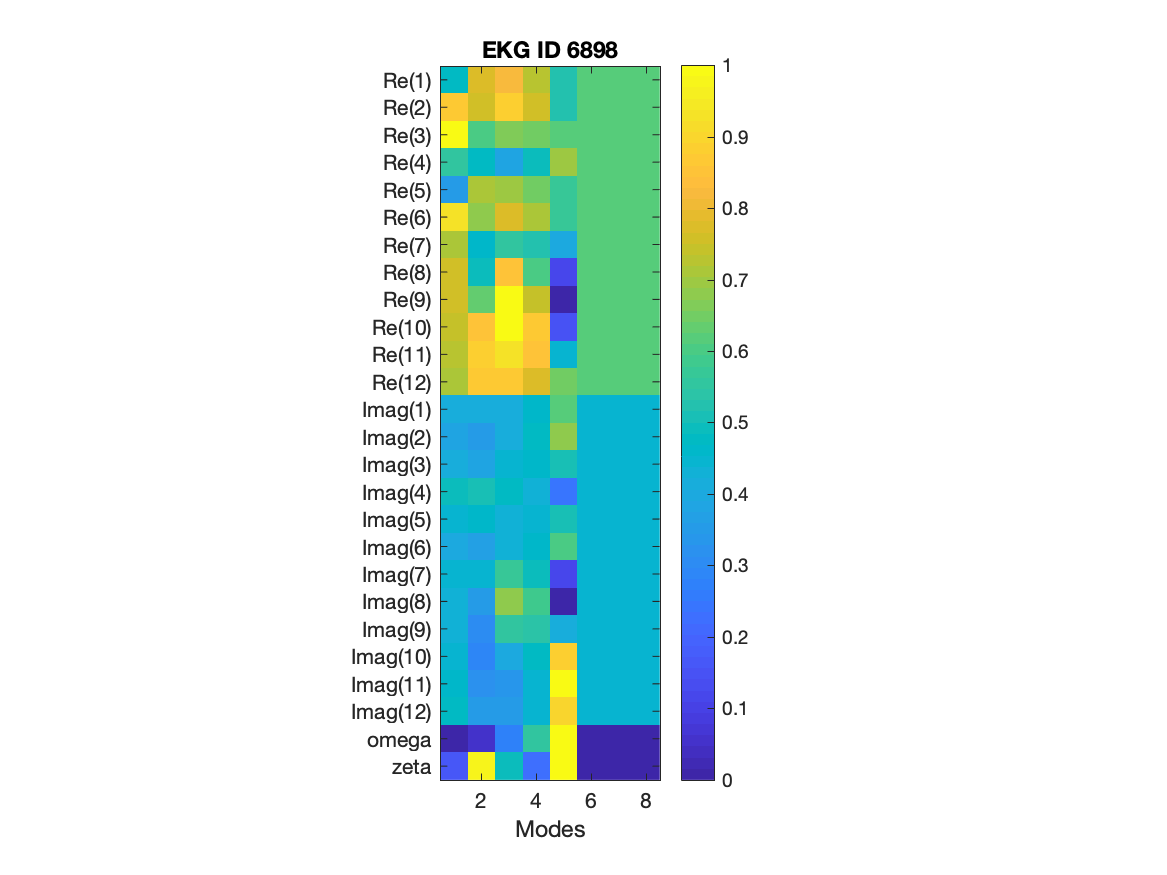 EKG ID 6898
Re(1)
Re(2)
Re(3)
Re(4)
Re(5)
Re(6)
Re(7)
Re(8)
Re(9)
Re(10)
Re(11)
Re(12)
Imag(1)
Imag(2)
Imag(3)
Imag(4)
Imag(5)
Imag(6)
Imag(7)
Imag(8)
Imag(9)
Imag(10)
Imag(11)
Imag(12)
omega
zeta
2 4 6 8
Modes
1
0.9
0.8
0.7
0.6
0.5
0.4
0.3
0.2
0.1
0